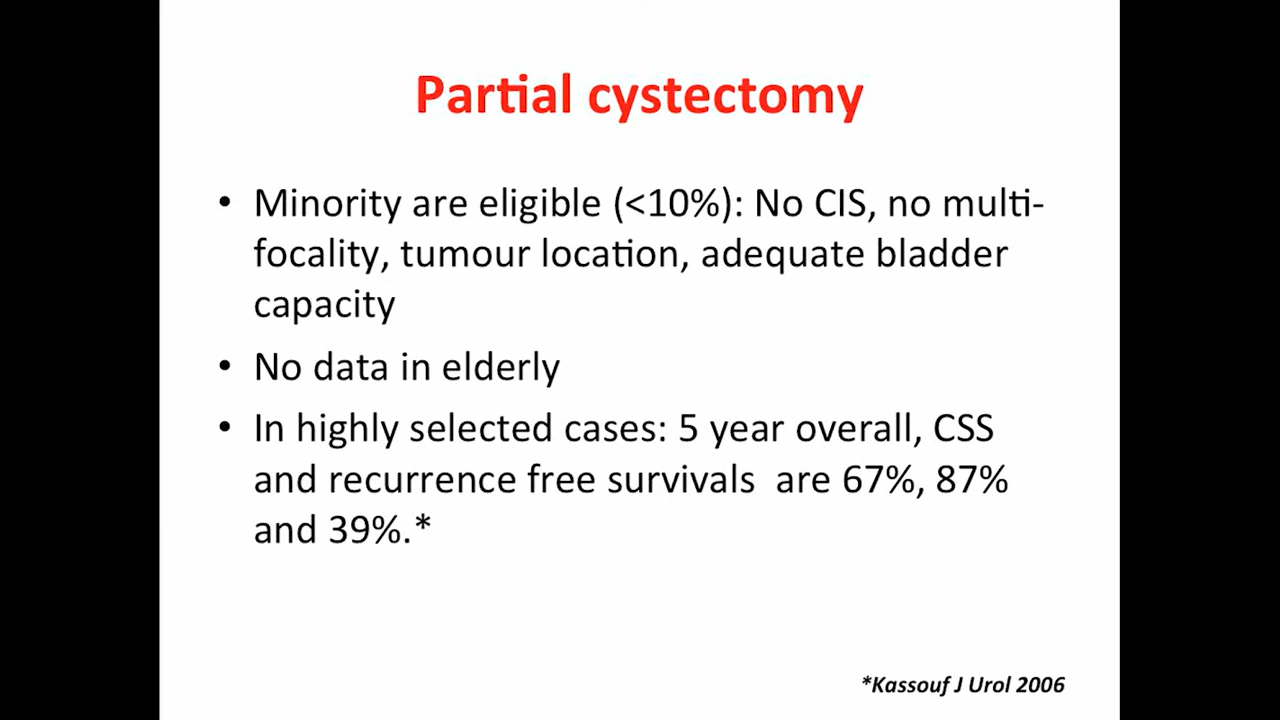 Partial cystectomy
• Minority are eligible (<10%): No CIS, no multi-
focality, tumour location, adequate bladder
capacity
• No data in elderly
• In highly selected cases: 5 year overall, CSS
and recurrence free survivals  are 67%, 87%
and 39%.*
*Kassouf J Urol 2006